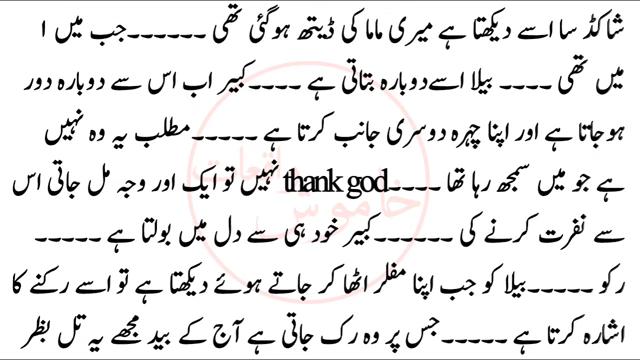 شاکڈ سا اسے دیکھتا ہے میری ماما کی ڈیتھ ہوگئی تھی ۔۔۔۔۔۔جب میں ا
میں تھی ۔۔۔۔ بیلا اسےدوبارہ بتاتی ہے ۔۔۔۔کبیر اب اس سے دوبارہ دور
ہوجاتا ہے اور اپنا چہرہ دوسری جانب کرتا ہے ۔۔۔۔۔مطلب یہ وہ نہیں
ہے جو میں سمجھ رہا تھا ۔۔۔۔thank god نہیں تو ایک اور وجہ مل جاتی اس
سے نفرت کرنے کی ۔۔۔۔۔۔کبیر خود ہی سے دل میں بولتا ہے ۔۔۔۔۔
رکو ۔۔۔۔۔بیلا کو جب اپنا مفلر اٹھا کر جاتے ہوئے دیکھتا ہے تو اسے رکنے کا
اشارہ کرتا ہے ۔۔۔۔۔جس پر وہ رک جاتی ہے آج کے بید مجھے یہ تل بظر
خاموش